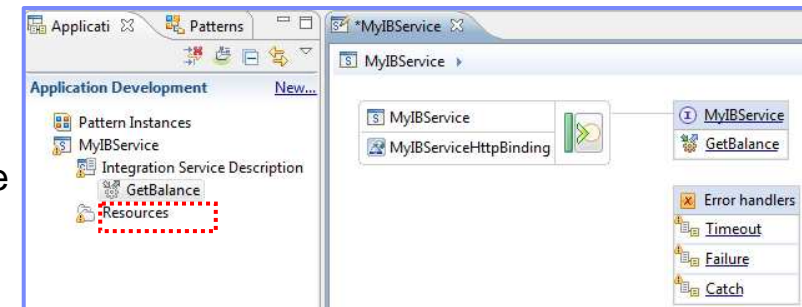 Applicati
Patterns
*MyIBService
Application Development New...
Pattern Instances
MyIBService
Integration Service Description
GetBalance
Resources
e
MyIBService
MyIBService
MyIBServiceHttpBinding
MyIBService
GetBalance
Error handlers
Timeout
Failure
Catch